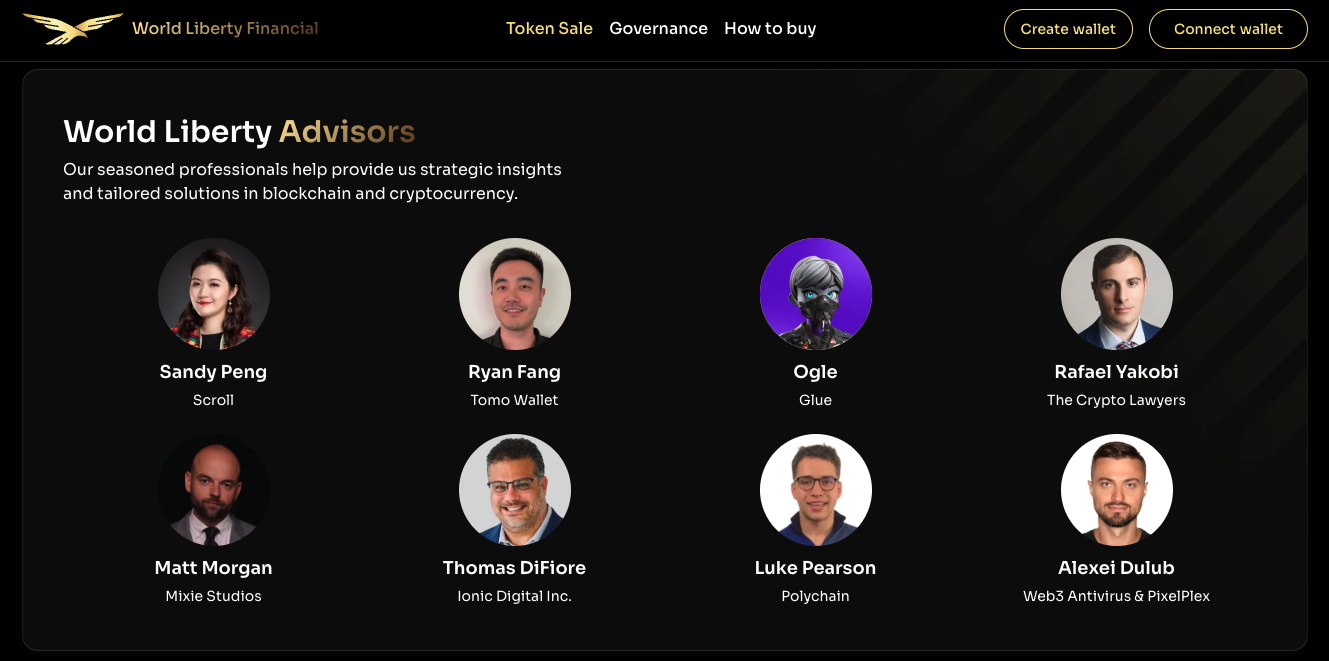 World Liberty Financial
Token Sale Governance How to buy
Create wallet Connect wallet
World Liberty Advisors
Our seasoned professionals help provide us strategic insights
and tailored solutions in blockchain and cryptocurrency.
Sandy Peng
Scroll
Ryan Fang
Tomo Wallet
Ogle
Glue
Rafael Yakobi
The Crypto Lawyers
Matt Morgan
Mixie Studios
Thomas DiFiore
Ionic Digital Inc.
Luke Pearson
Polychain
Alexei Dulub
Web3 Antivirus & PixelPlex